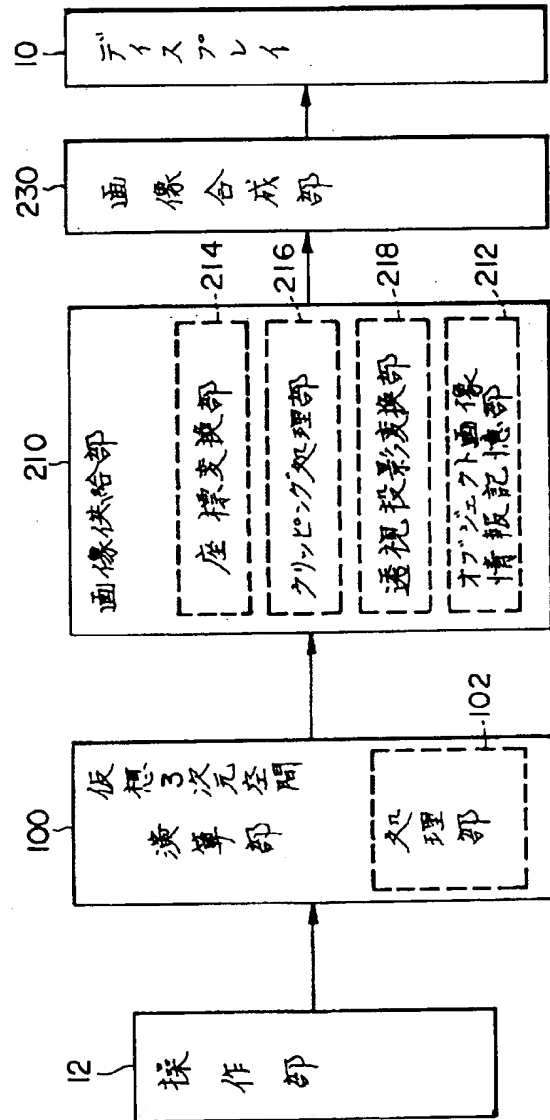 12
操作部
100
仮想3次元空間
演算部
処理部
102
210
画像供給部
座標変換部
214
クリッピング処理部
216
透視投影変換部
218
オブジェクト画像
情報記憶部
212
230
画像合成部
10
ディスプレイ